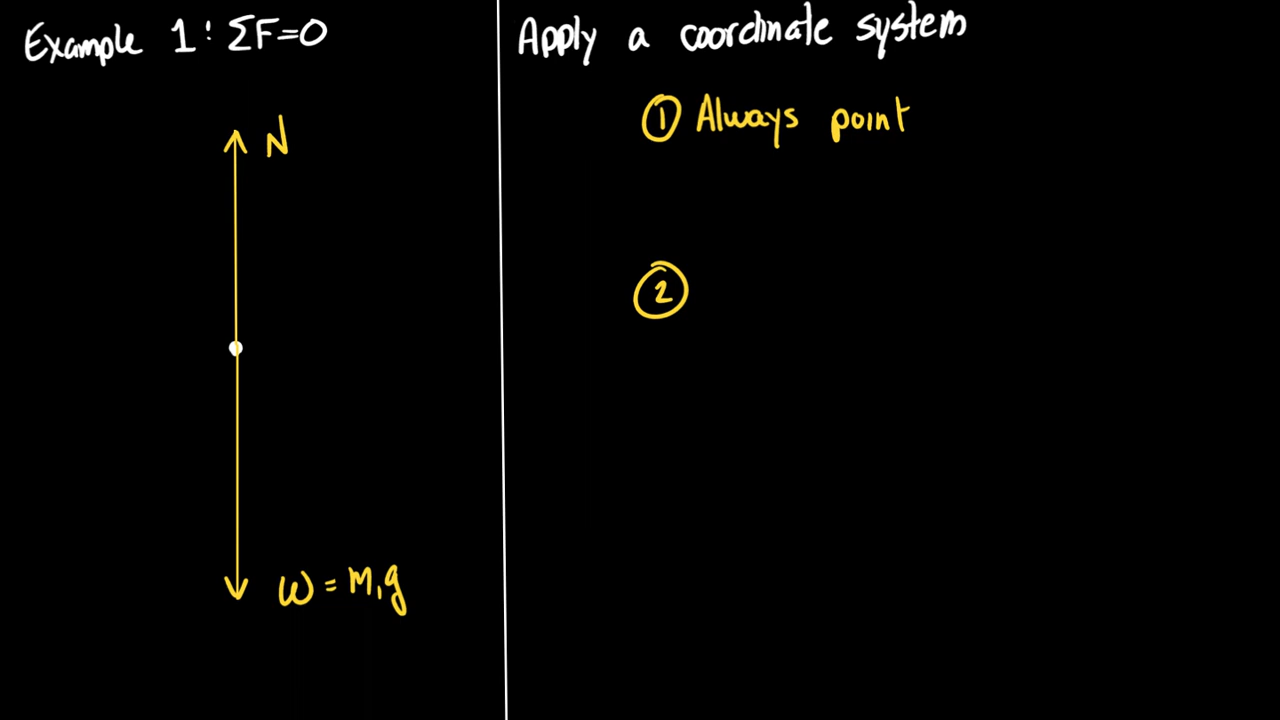 Example 1: ΣF=0
N
W = m₁g
Apply a coordinate system
① Always point
②